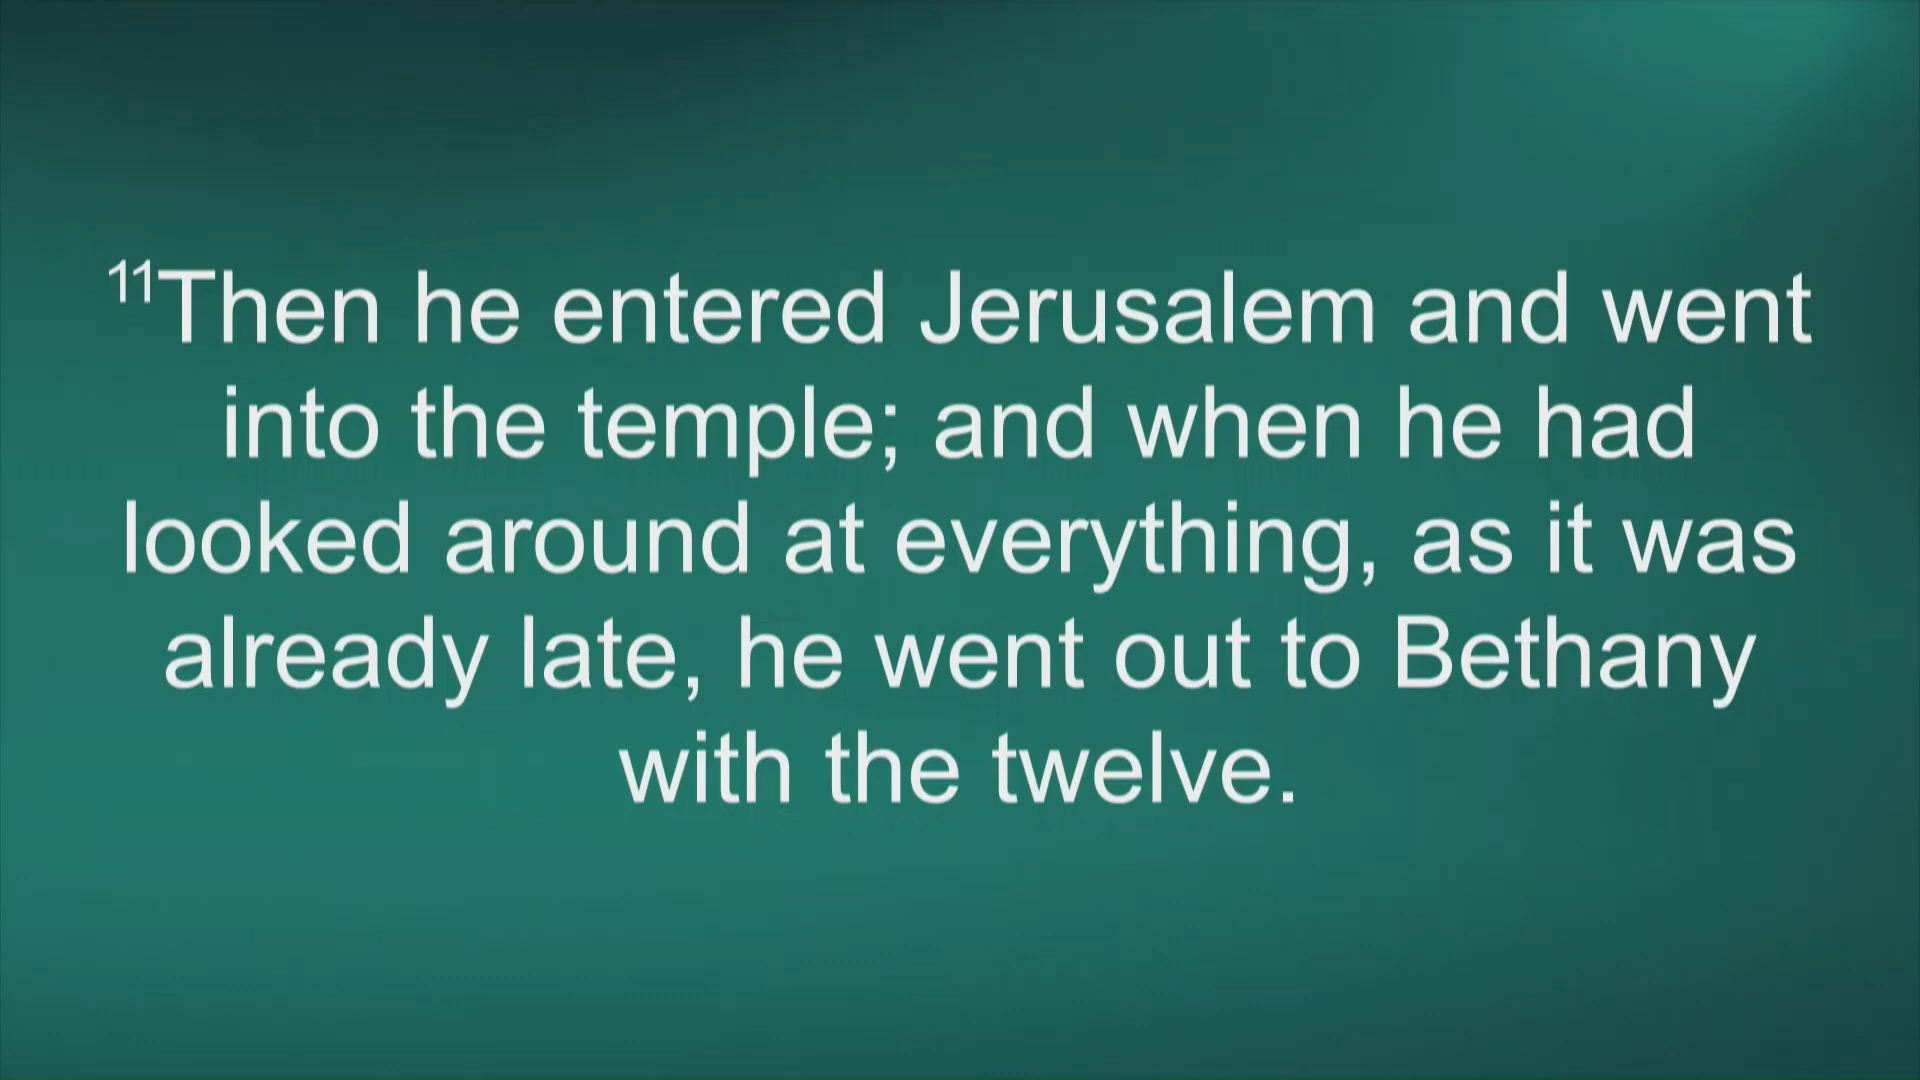 ¹¹Then he entered Jerusalem and went
into the temple; and when he had
looked around at everything, as it was
already late, he went out to Bethany
with the twelve.